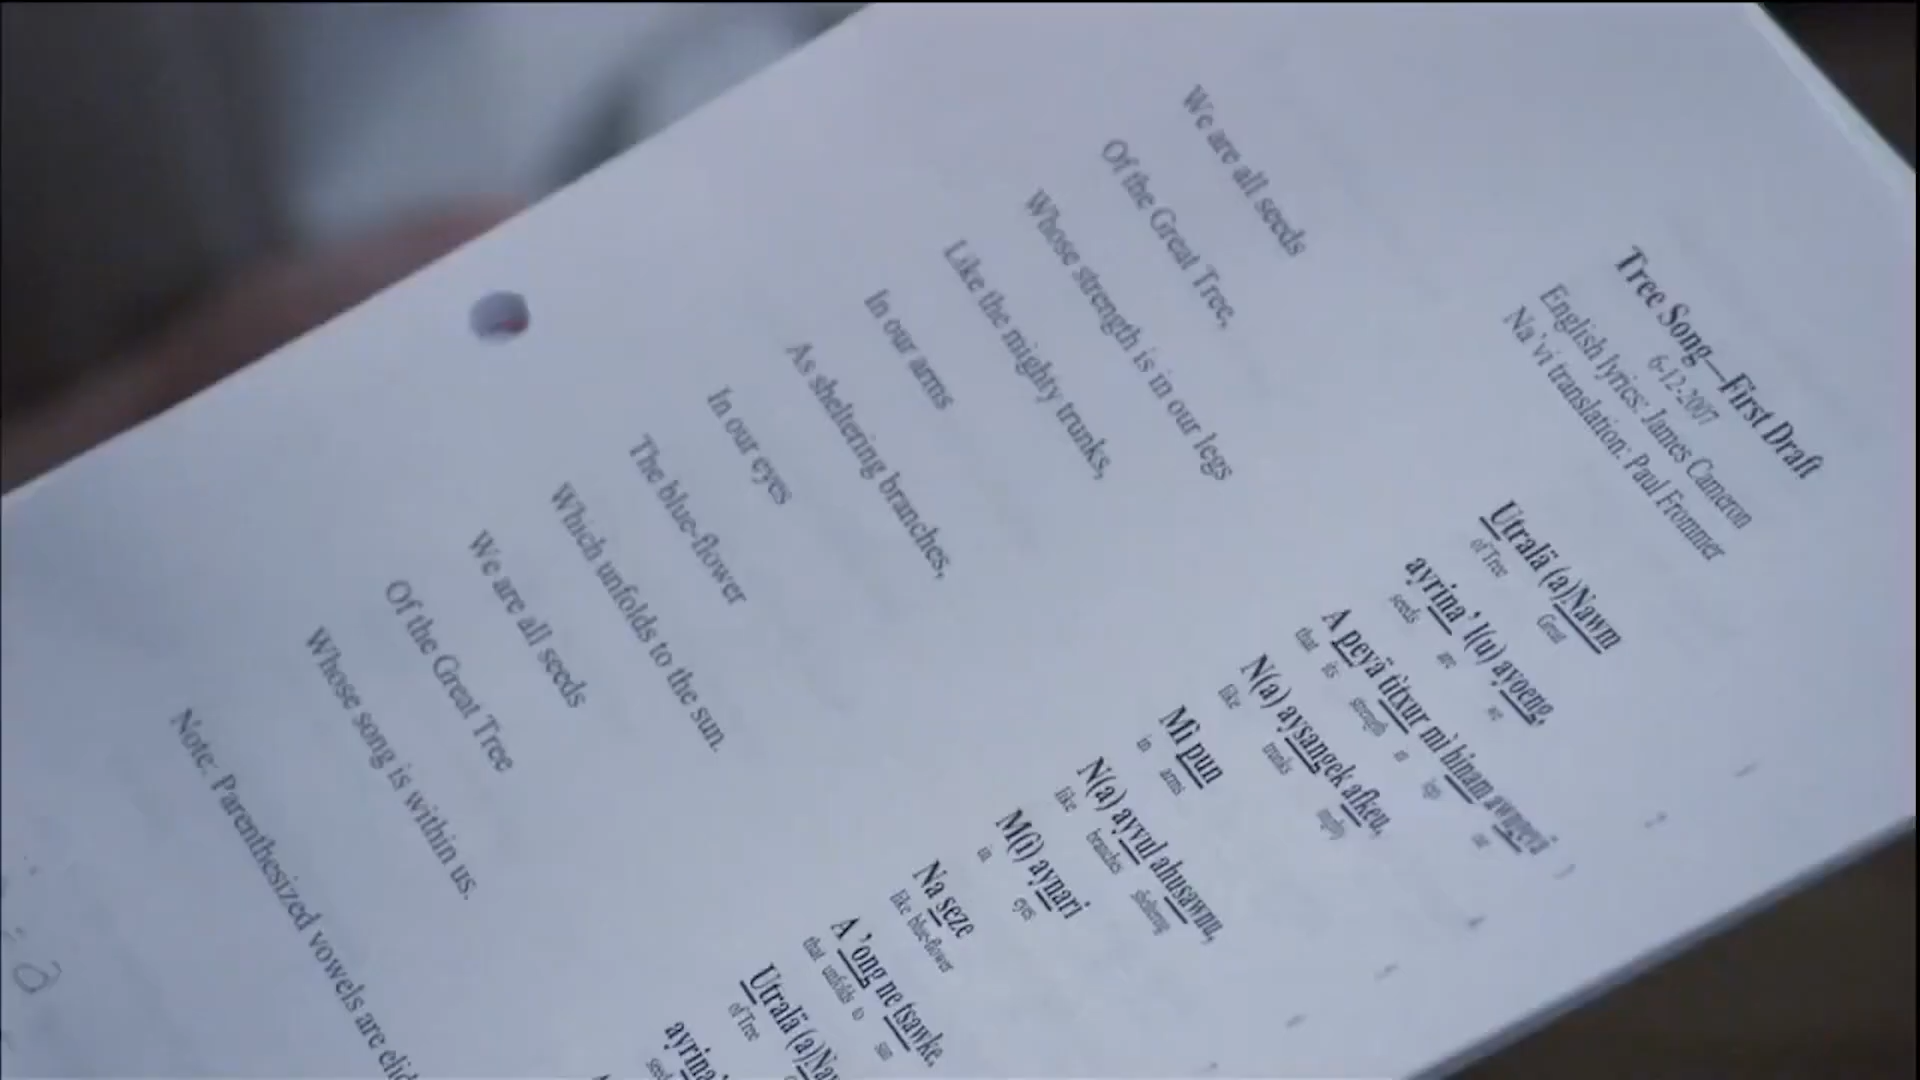 Tree Song—First Draft
6-12-2007
English lyrics: James Cameron
Na'vi translation: Paul Frommer
We are all seeds
Of the Great Tree,
Whose strength is in our legs
Like the mighty trunks,
In our arms
As sheltering branches,
In our eyes
The blue-flower
Which unfolds to the sun.
We are all seeds
Of the Great Tree
Whose song is within us.
Utralä (a)Nawm
of Tree Great
ayrina' l(u) ayoeng,
seeds are we
A peyä tìtxur mì hinam awngeyä
that its strength in legs our
N(a) aysangek afkeu,
like trunks mighty
Mì pun
in arms
N(a) ayvul ahusawnu,
like branches sheltering
M(ì) aynari
in eyes
Na seze
like blue-flower
A 'ong ne tsawke.
that unfolds to sun
Utralä (a)Naw
of Tree
ayrina'
Note: Parenthesized vowels are elid